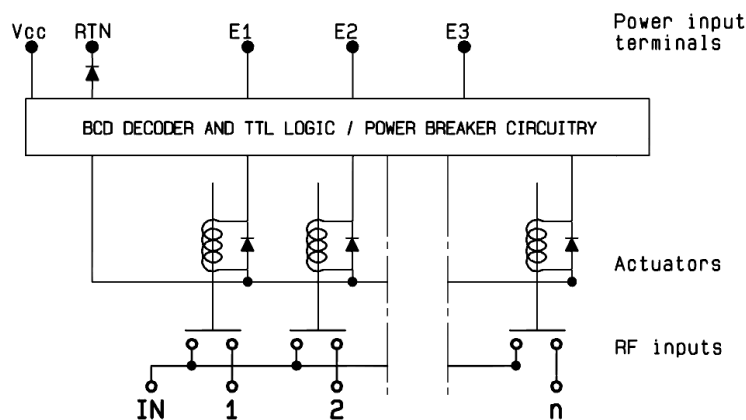 Vcc RTN E1 E2 E3 Power input
terminals
BCD DECODER AND TTL LOGIC / POWER BREAKER CIRCUITRY
Actuators
RF inputs
IN 1 2 n